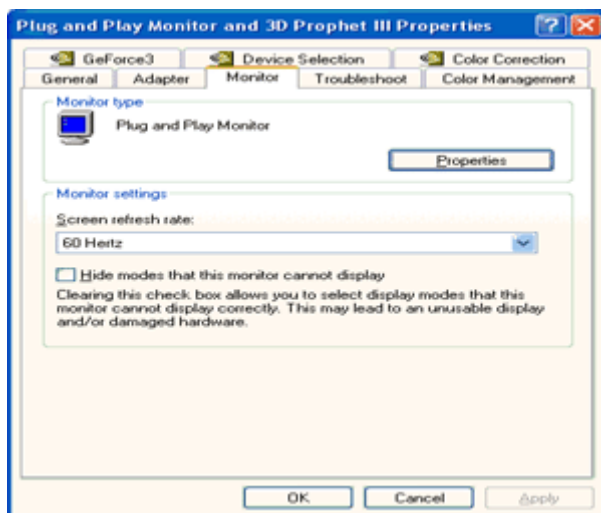 Plug and Play Monitor and 3D Prophet III Properties
GeForce3 Device Selection Color Correction
General Adapter Monitor Troubleshoot Color Management
Monitor type
Plug and Play Monitor
Properties
Monitor settings
Screen refresh rate:
60 Hertz
Hide modes that this monitor cannot display
Clearing this check box allows you to select display modes that this
monitor cannot display correctly. This may lead to an unusable display
and/or damaged hardware.
OK Cancel Apply